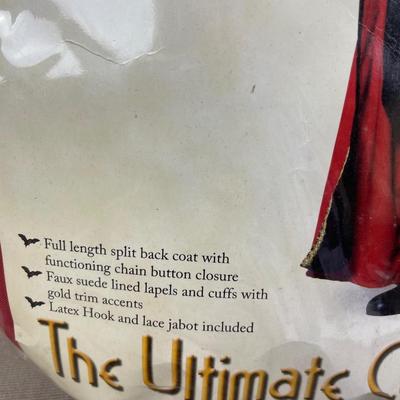 Full length split back coat with
functioning chain button closure
Faux suede lined lapels and cuffs with
gold trim accents
Latex Hook and lace jabot included
The Ultimate